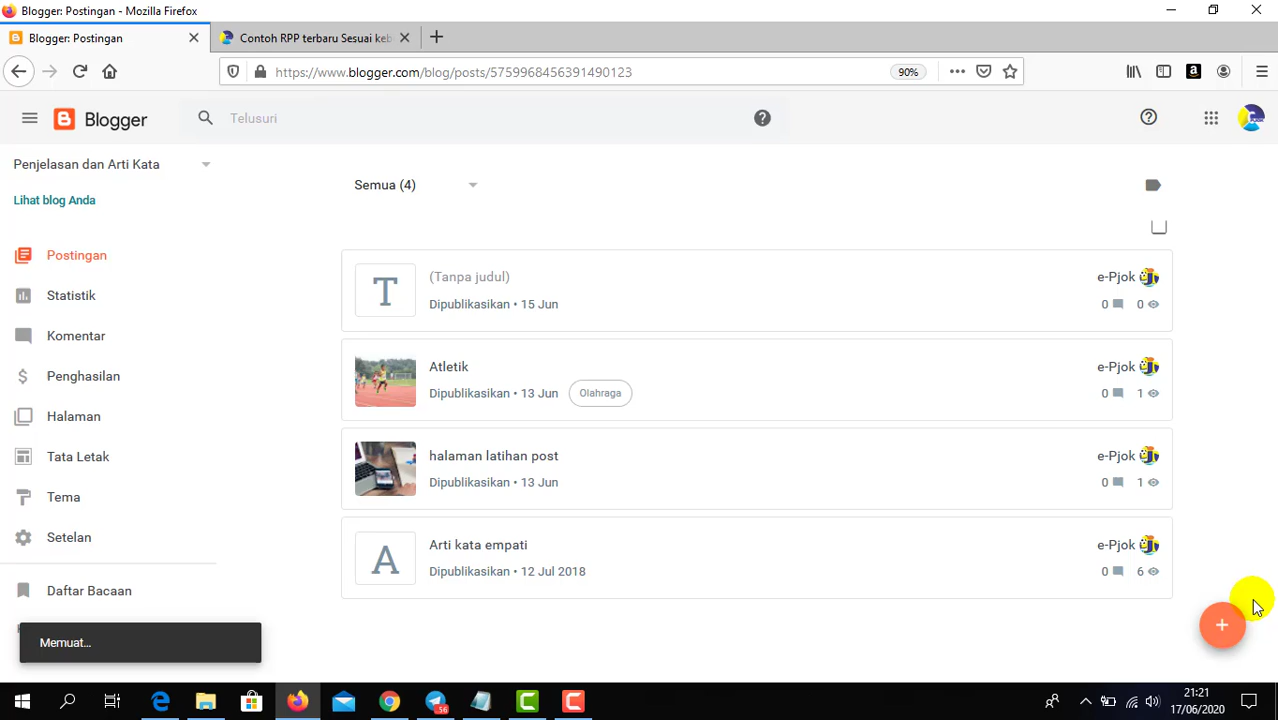 Blogger: Postingan - Mozilla Firefox
Blogger: Postingan
Contoh RPP terbaru Sesuai keb
https://www.blogger.com/blog/posts/5759968456391490123
90%
Blogger
Telusuri
Penjelasan dan Arti Kata
Lihat blog Anda
Postingan
Statistik
Komentar
Penghasilan
Halaman
Tata Letak
Tema
Setelan
Daftar Bacaan
Memuat...
Semua (4)
T
(Tanpa judul)
Dipublikasikan • 15 Jun
e-Pjok
0 0
Atletik
Dipublikasikan • 13 Jun Olahraga
e-Pjok
0 1
halaman latihan post
Dipublikasikan • 13 Jun
e-Pjok
0 1
A
Arti kata empati
Dipublikasikan • 12 Jul 2018
e-Pjok
0 6
56
21:21
17/06/2020